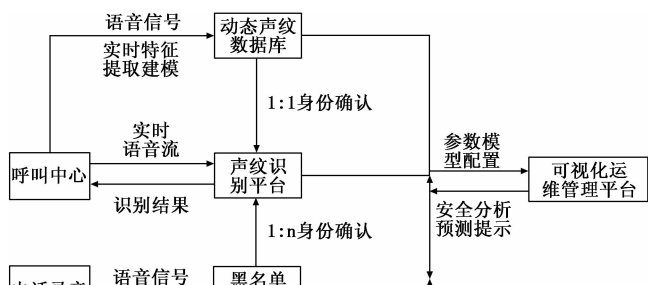 语音信号
实时特征
提取建模
动态声纹
数据库
1:1身份确认
实时
语音流
呼叫中心
声纹识
别平台
识别结果
参数模
型配置
可视化运
维管理平台
安全分析
预测提示
1:n身份确认
语音信号
黑名单